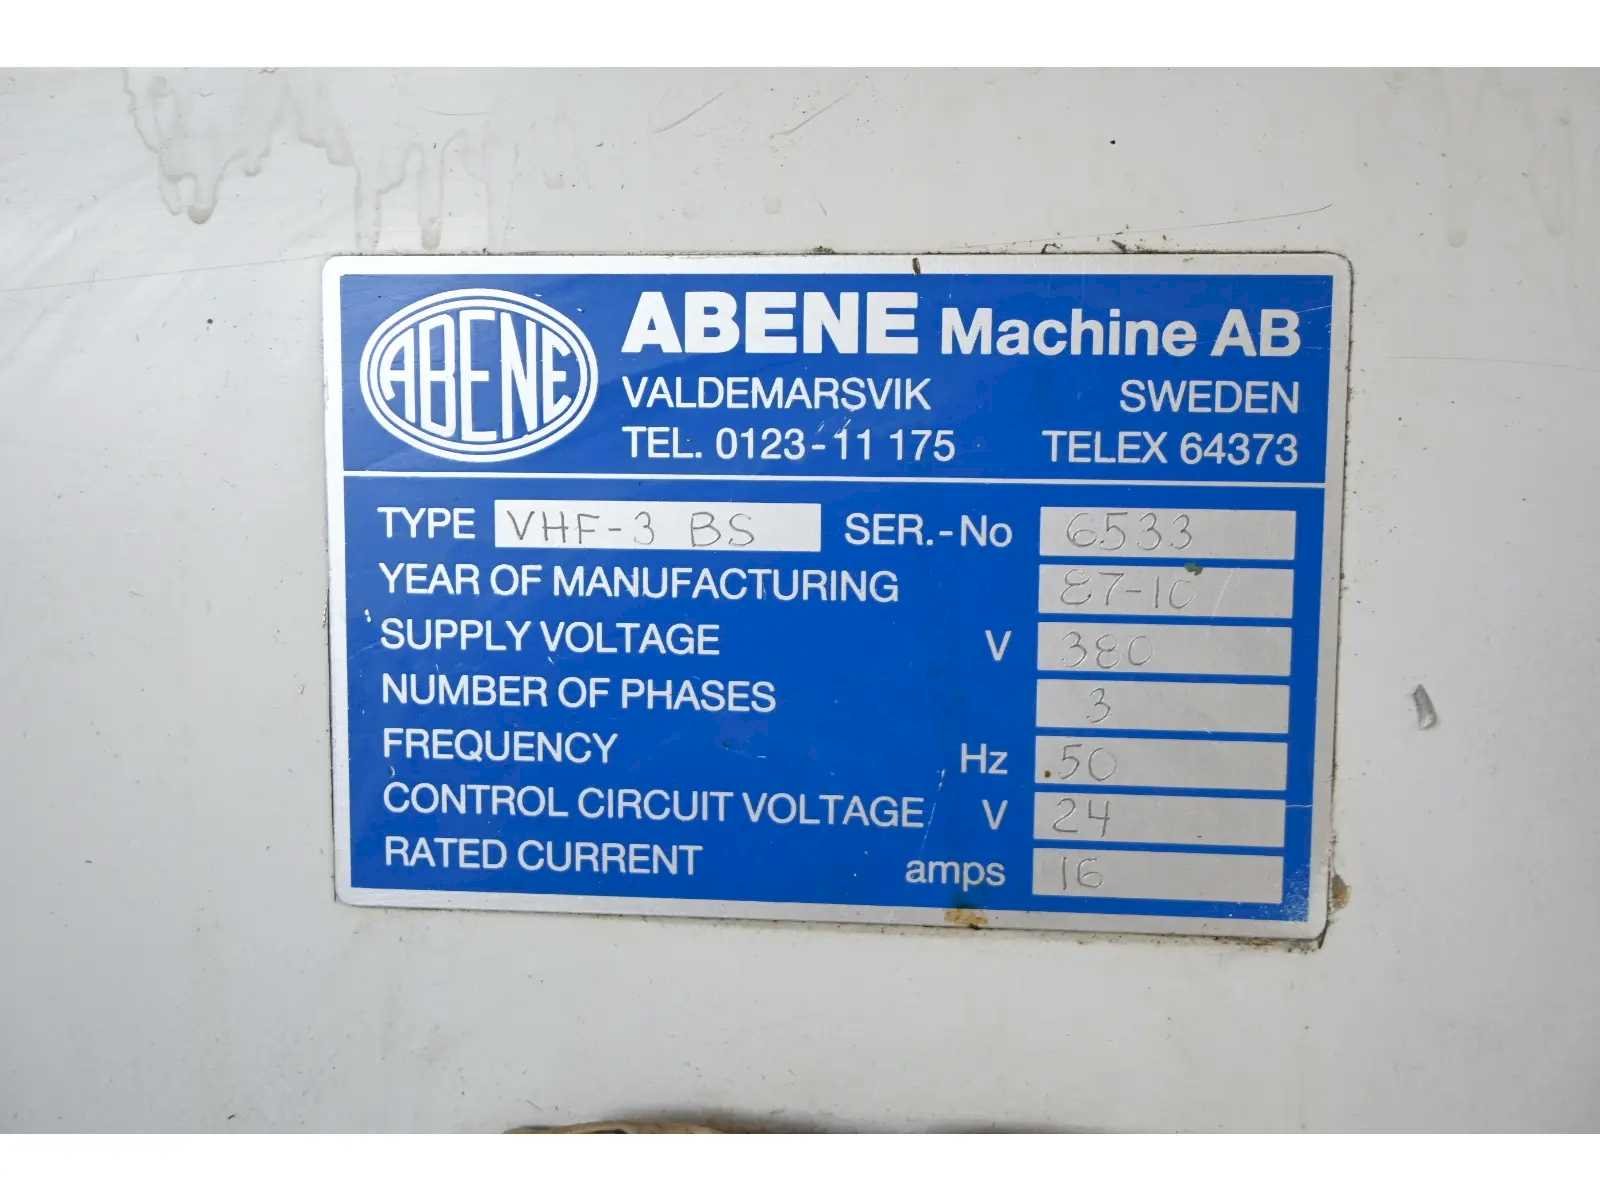 ABENE
ABENE Machine AB
VALDEMARSVIK SWEDEN
TEL. 0123-11 175 TELEX 64373
TYPE VHF-3 BS SER.-No 6533
YEAR OF MANUFACTURING 87-10
SUPPLY VOLTAGE V 380
NUMBER OF PHASES 3
FREQUENCY Hz 50
CONTROL CIRCUIT VOLTAGE V 24
RATED CURRENT amps 16